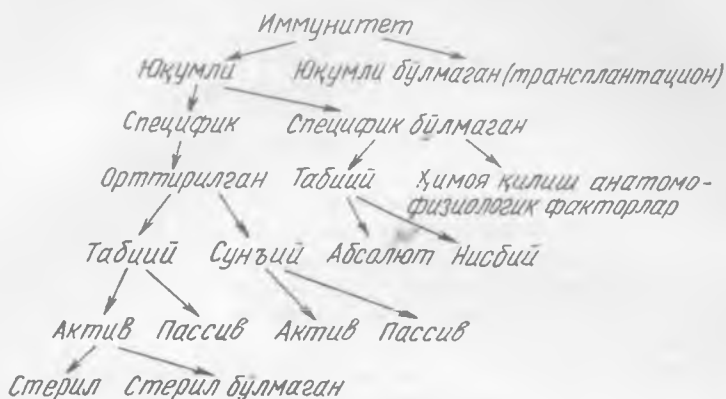 Иммунитет
Юқумли Юқумли бўлмаган (трансплантацион)
Специфик Специфик бўлмаган
Орттирилган Табиий Ҳимоя қилиш анатомо-
физиологик факторлар
Табиий Сунъий Абсолют Нисбий
Актив Пассив Актив Пассив
Стерил Стерил бўлмаган